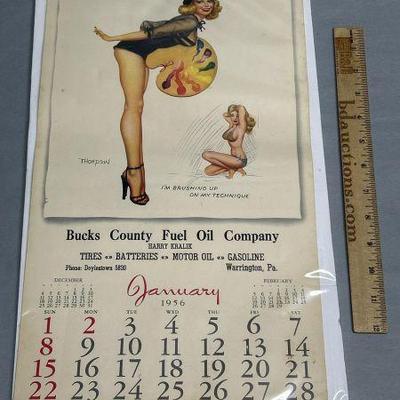 THOMPSON
I'M BRUSHING UP
ON MY TECHNIQUE
Bucks County Fuel Oil Company
HARRY KRALIK
TIRES BATTERIES MOTOR OIL GASOLINE
Phone: Doylestown 5820 Warrington, Pa.
DECEMBER FEBRUARY
January
1956
SUN. MON. TUE. WED. THU. FRI. SAT.
1 2 3 4 5 6 7
8 9 10 11 12 13 14
15 16 17 18 19 20 21
22 23 24 25 26 27 28
bdauctions.com